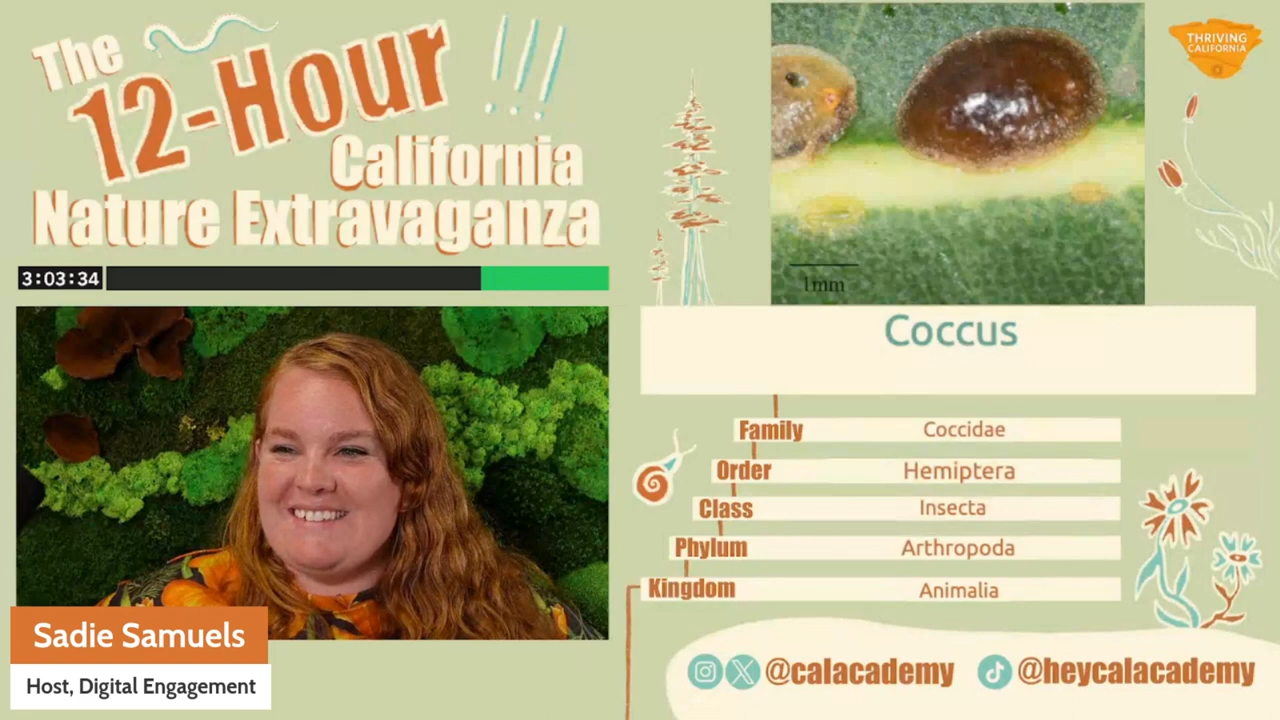 The
12-Hour !!!
California
Nature Extravaganza
3:03:34
Sadie Samuels
Host, Digital Engagement
1mm
THRIVING
CALIFORNIA
Coccus
Family Coccidae
Order Hemiptera
Class Insecta
Phylum Arthropoda
Kingdom Animalia
@calacademy @heycalacademy